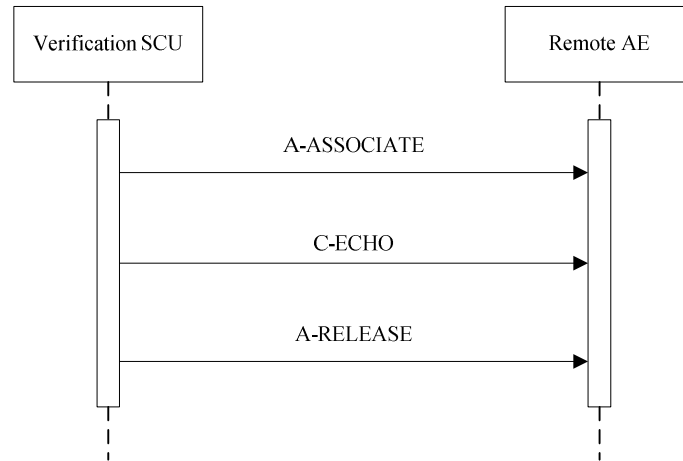 Verification SCU
Remote AE
A-ASSOCIATE
C-ECHO
A-RELEASE